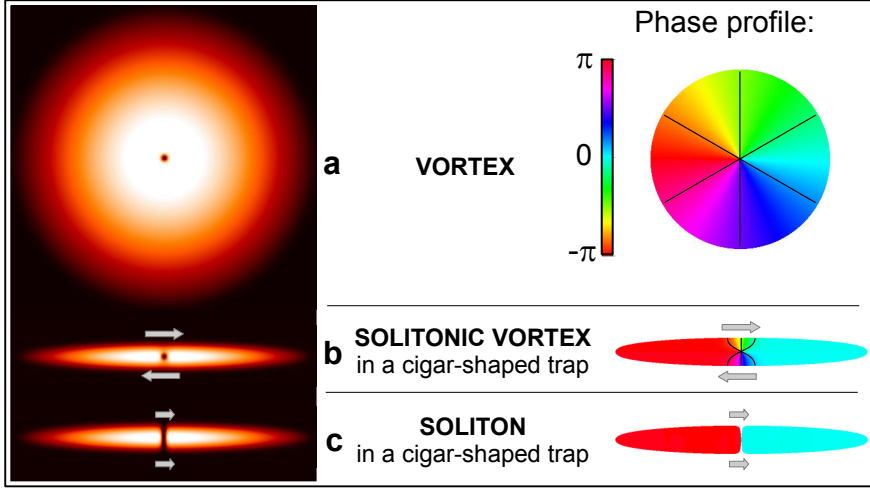 Phase profile:
π
0
-π
a
VORTEX
b
SOLITONIC VORTEX
in a cigar-shaped trap
c
SOLITON
in a cigar-shaped trap